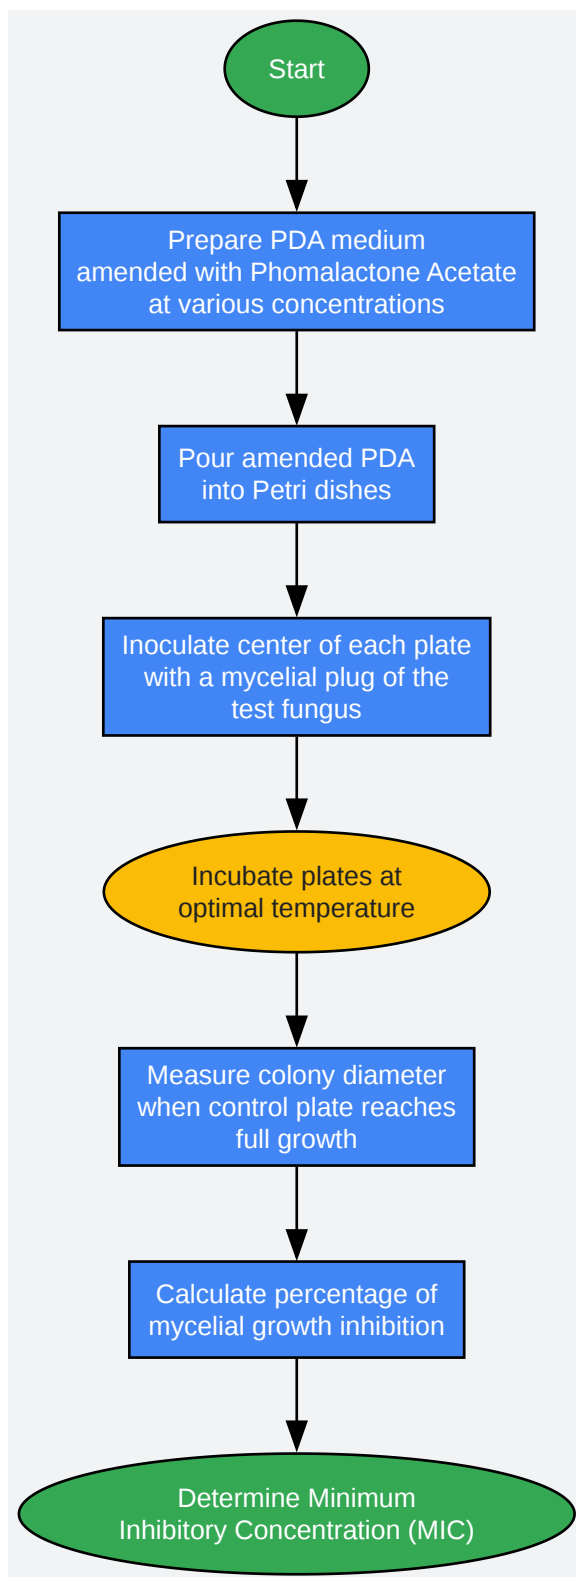 Start
Prepare PDA medium
amended with Phomalactone Acetate
at various concentrations
Pour amended PDA
into Petri dishes
Inoculate center of each plate
with a mycelial plug of the
test fungus
Incubate plates at
optimal temperature
Measure colony diameter
when control plate reaches
full growth
Calculate percentage of
mycelial growth inhibition
Determine Minimum
Inhibitory Concentration (MIC)